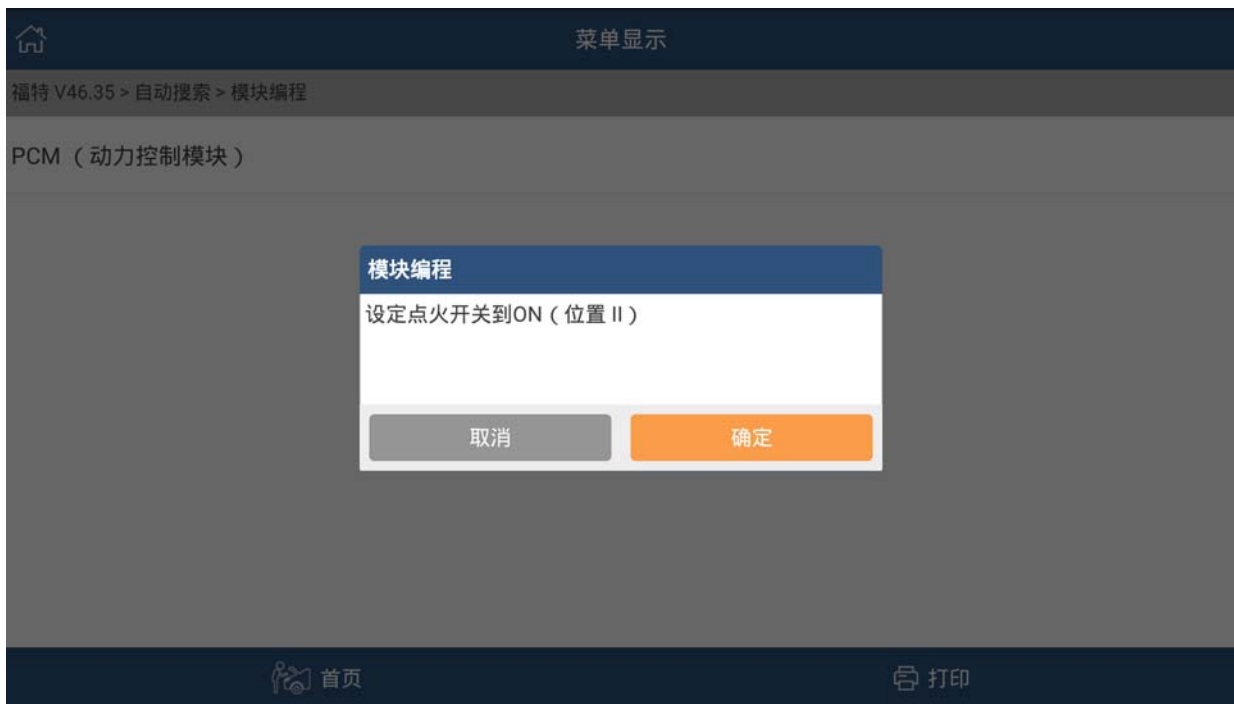 菜单显示
福特 V46.35 > 自动搜索 > 模块编程
PCM （动力控制模块）
模块编程
设定点火开关到ON（位置 II）
取消 确定
首页 打印